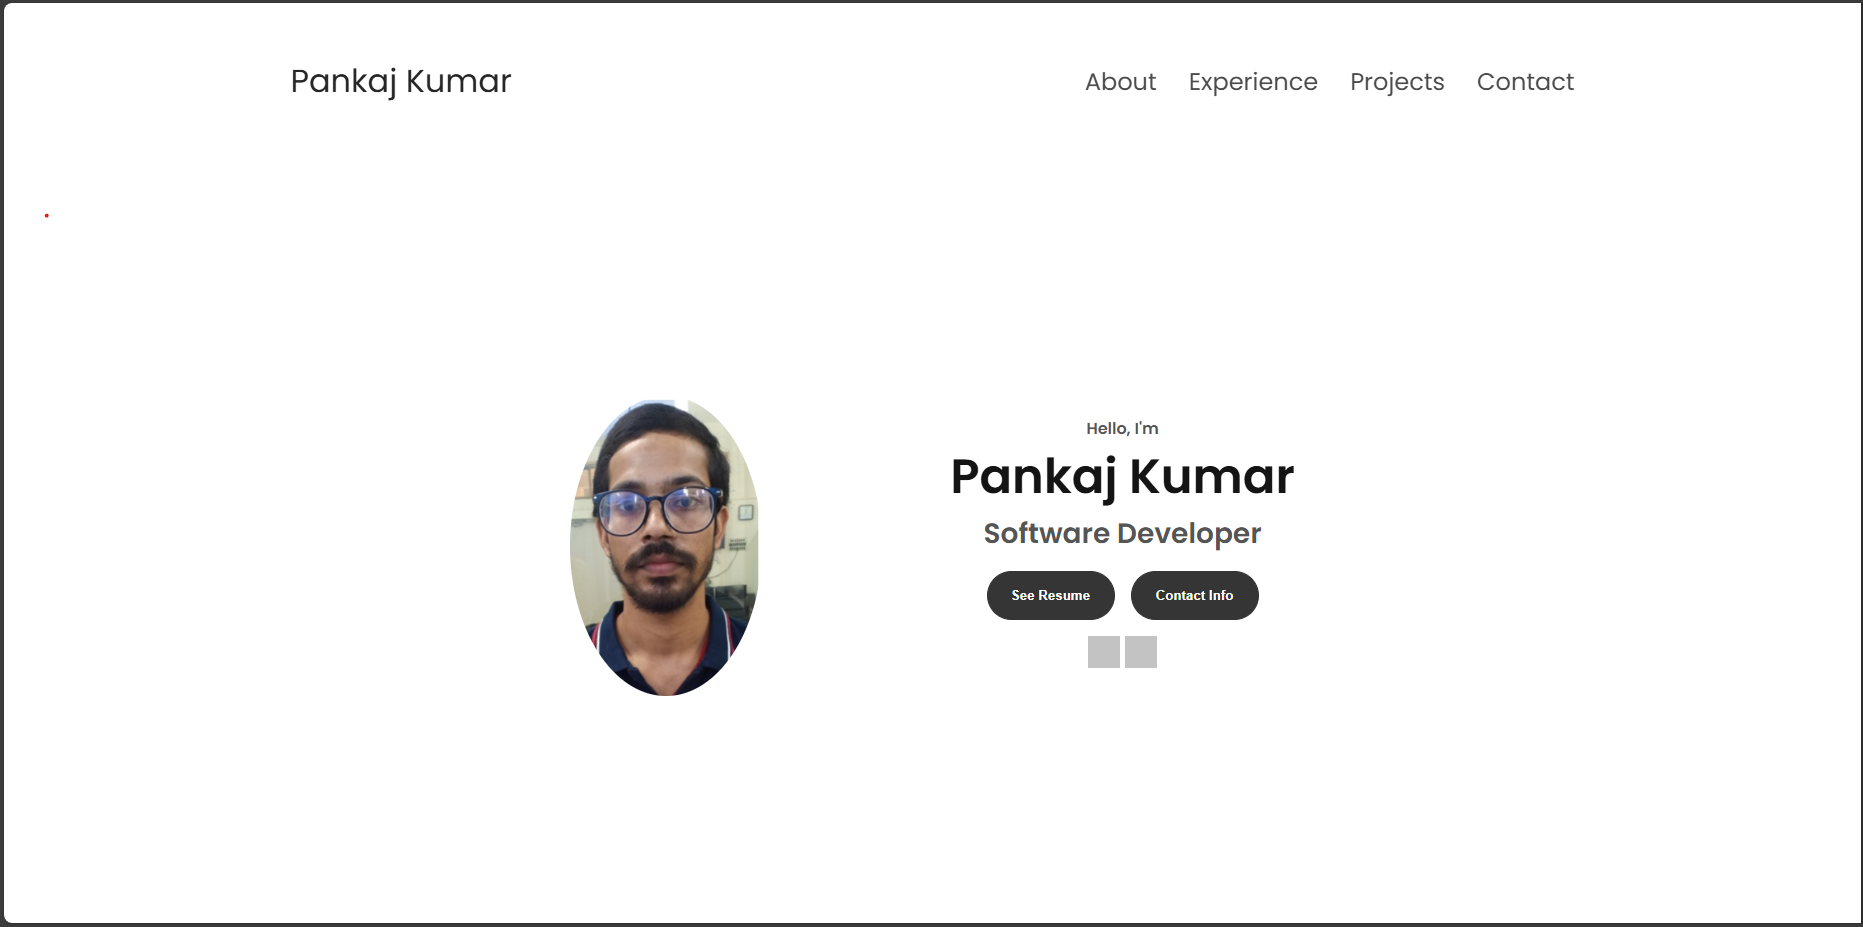 Pankaj Kumar
About Experience Projects Contact
Hello, I'm
Pankaj Kumar
Software Developer
See Resume Contact Info